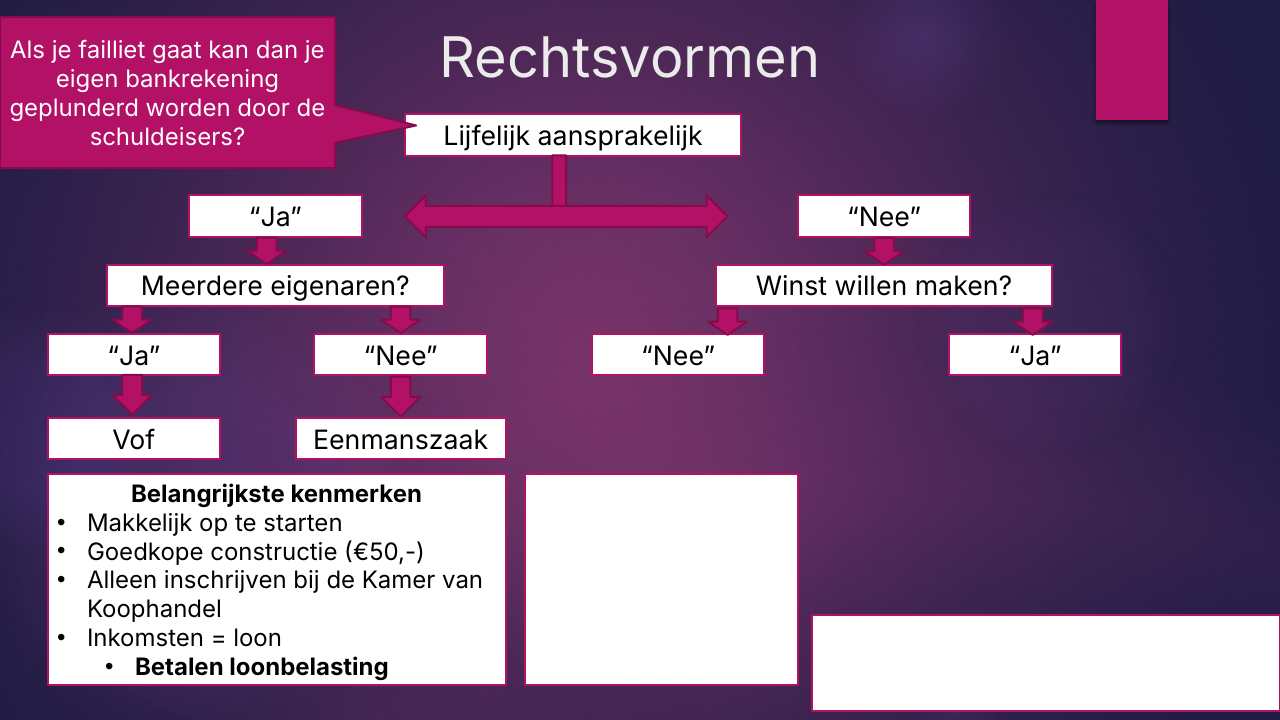 Als je failliet gaat kan dan je
eigen bankrekening
geplunderd worden door de
schuldeisers?
Rechtsvormen
Lijfelijk aansprakelijk
“Ja”
“Nee”
Meerdere eigenaren?
Winst willen maken?
“Ja”
“Nee”
“Nee”
“Ja”
Vof
Eenmanszaak
Belangrijkste kenmerken
• Makkelijk op te starten
• Goedkope constructie (€50,-)
• Alleen inschrijven bij de Kamer van
Koophandel
• Inkomsten = loon
• Betalen loonbelasting